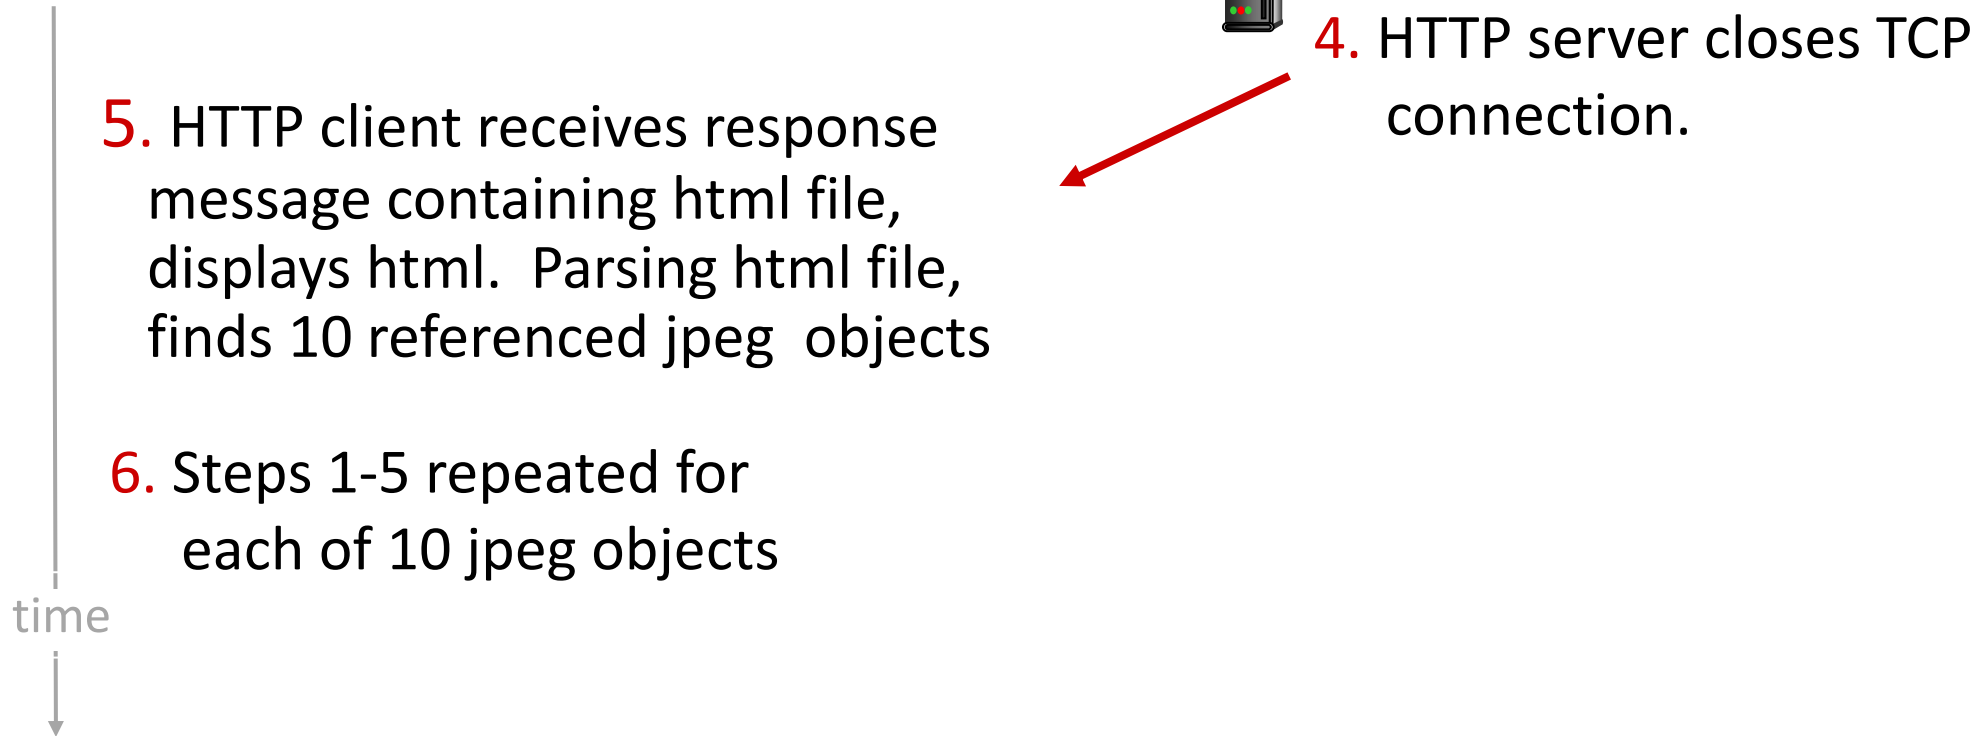 4. HTTP server closes TCP
connection.
5. HTTP client receives response
message containing html file,
displays html.  Parsing html file,
finds 10 referenced jpeg  objects
6. Steps 1-5 repeated for
each of 10 jpeg objects
time